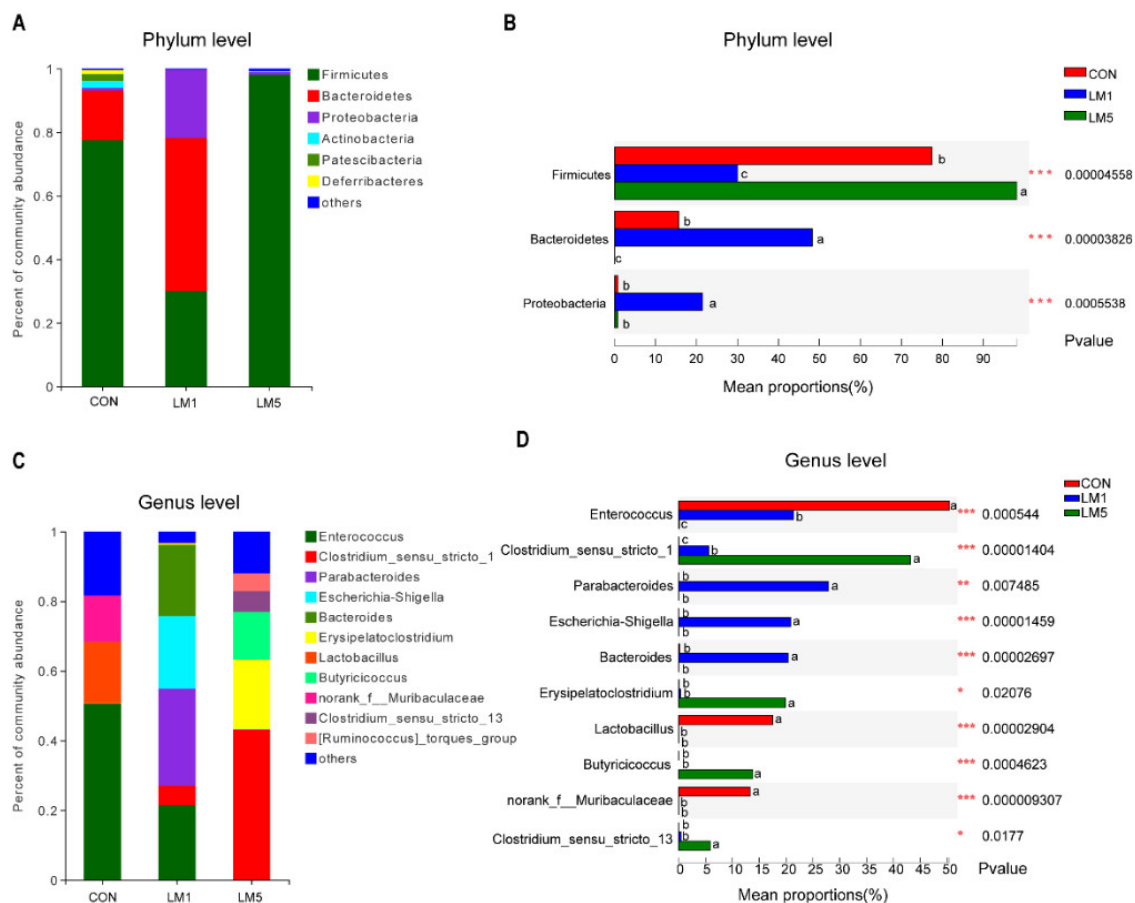 A
Phylum level
Percent of community abundance
1
0.8
0.6
0.4
0.2
0
CON
LM1
LM5
Firmicutes
Bacteroidetes
Proteobacteria
Actinobacteria
Patescibacteria
Deferribacteres
others
B
Phylum level
CON
LM1
LM5
Firmicutes
b
c
a
*** 0.00004558
Bacteroidetes
b
a
c
*** 0.00003826
Proteobacteria
b
a
b
*** 0.0005538
Pvalue
0 10 20 30 40 50 60 70 80 90
Mean proportions(%)
C
Genus level
Percent of community abundance
1
0.8
0.6
0.4
0.2
0
CON
LM1
LM5
Enterococcus
Clostridium_sensu_stricto_1
Parabacteroides
Escherichia-Shigella
Bacteroides
Erysipelatoclostridium
Lactobacillus
Butyricicoccus
norank_f__Muribaculaceae
Clostridium_sensu_stricto_13
[Ruminococcus]_torques_group
others
D
Genus level
CON
LM1
LM5
Enterococcus
a
b
c
*** 0.000544
Clostridium_sensu_stricto_1
c
b
a
*** 0.00001404
Parabacteroides
b
a
b
** 0.007485
Escherichia-Shigella
b
a
b
*** 0.00001459
Bacteroides
b
a
b
*** 0.00002697
Erysipelatoclostridium
b
b
a
* 0.02076
Lactobacillus
a
b
b
*** 0.00002904
Butyricicoccus
b
b
a
*** 0.0004623
norank_f__Muribaculaceae
a
b
b
*** 0.000009307
Clostridium_sensu_stricto_13
b
b
a
* 0.0177
0 5 10 15 20 25 30 35 40 45 50
Pvalue
Mean proportions(%)